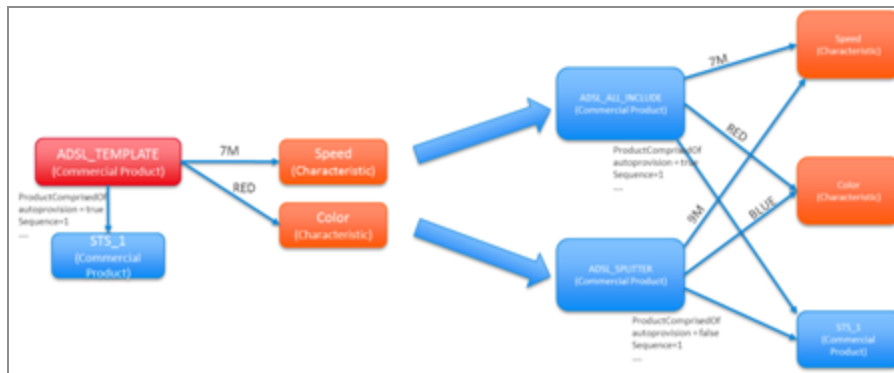 ADSL_TEMPLATE
(Commercial Product)
7M
Speed
(Characteristic)
RED
Color
(Characteristic)
ProductComprisedOf
autoprovision = true
Sequence=1
....
STS_1
(Commercial
Product)
ADSL_ALL_INCLUDE
(Commercial Product)
ProductComprisedOf
autoprovision = true
Sequence=1
....
7M
RED
ADSL_SPLITTER
(Commercial Product)
ProductComprisedOf
autoprovision = false
Sequence=1
....
9M
BLUE
Speed
(Characteristic)
Color
(Characteristic)
STS_1
(Commercial
Product)